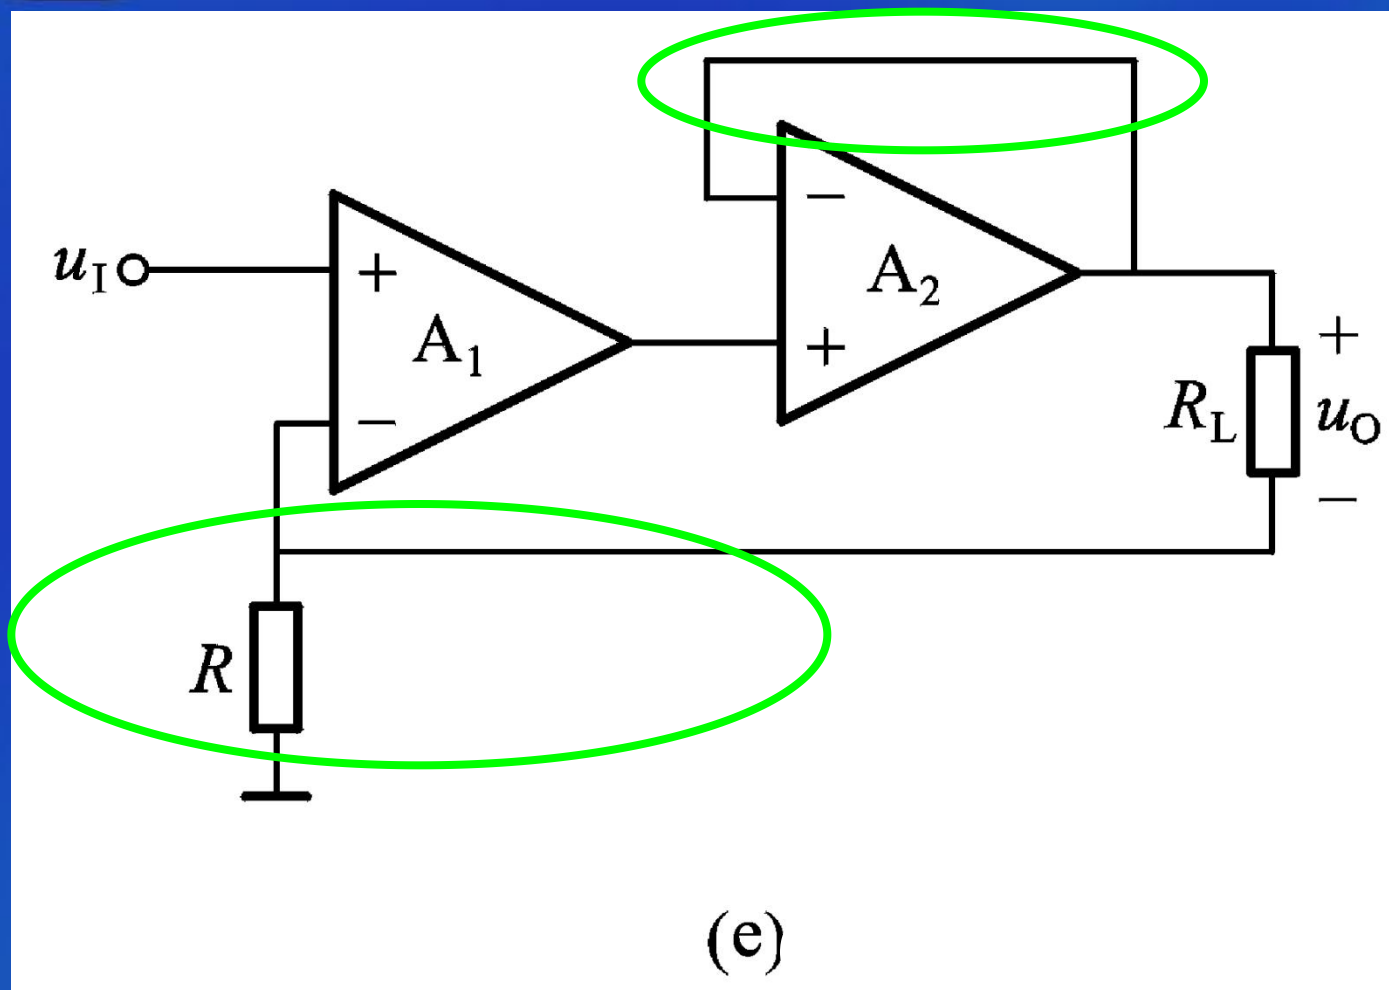 −
u_I
+
A_2
A_1
+
+
−
R_L
u_O
−
R
(e)